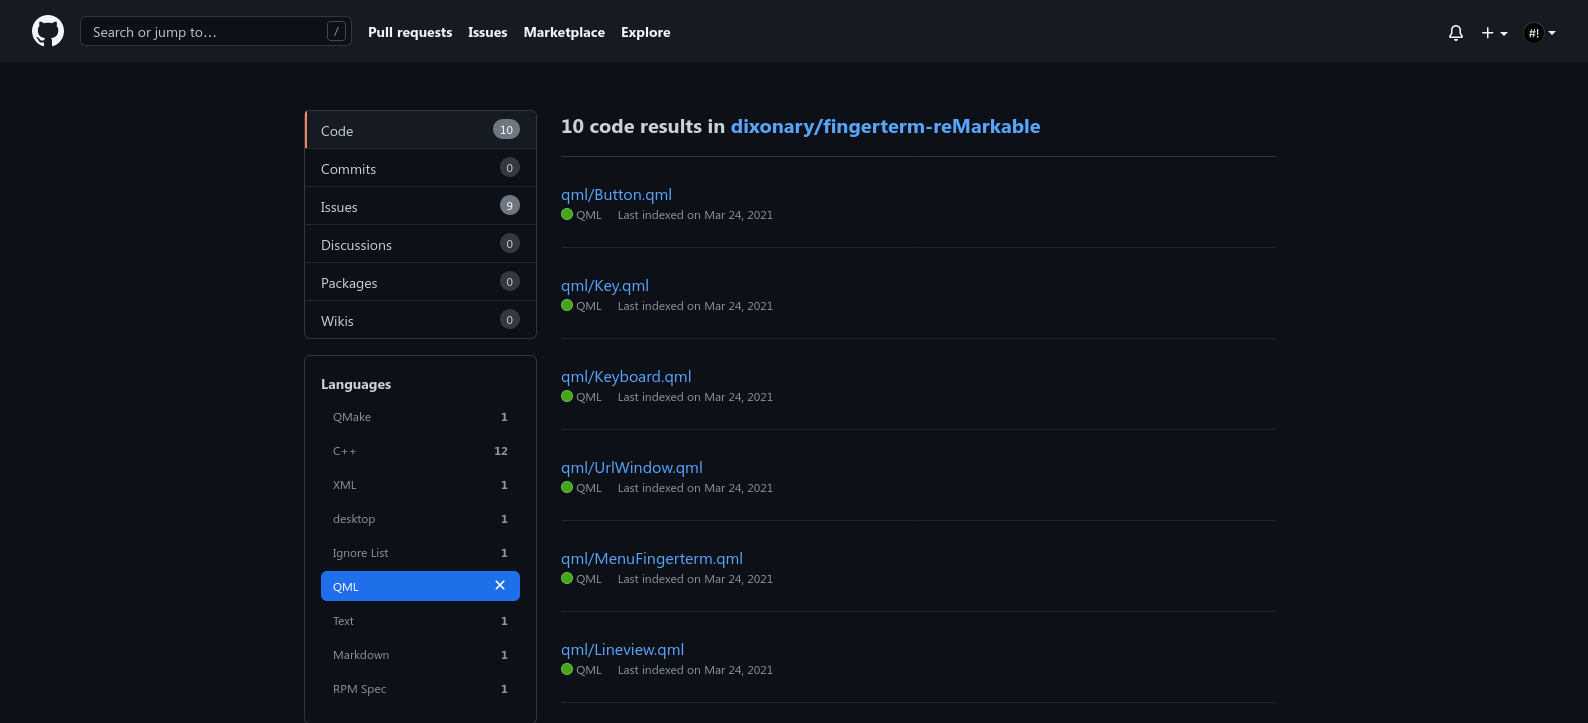 Search or jump to… /
Pull requests Issues Marketplace Explore
#!
Code 10
Commits 0
Issues 9
Discussions 0
Packages 0
Wikis 0
Languages
QMake 1
C++ 12
XML 1
desktop 1
Ignore List 1
QML
Text 1
Markdown 1
RPM Spec 1
10 code results in dixonary/fingerterm-reMarkable
qml/Button.qml
QML Last indexed on Mar 24, 2021
qml/Key.qml
QML Last indexed on Mar 24, 2021
qml/Keyboard.qml
QML Last indexed on Mar 24, 2021
qml/UrlWindow.qml
QML Last indexed on Mar 24, 2021
qml/MenuFingerterm.qml
QML Last indexed on Mar 24, 2021
qml/Lineview.qml
QML Last indexed on Mar 24, 2021